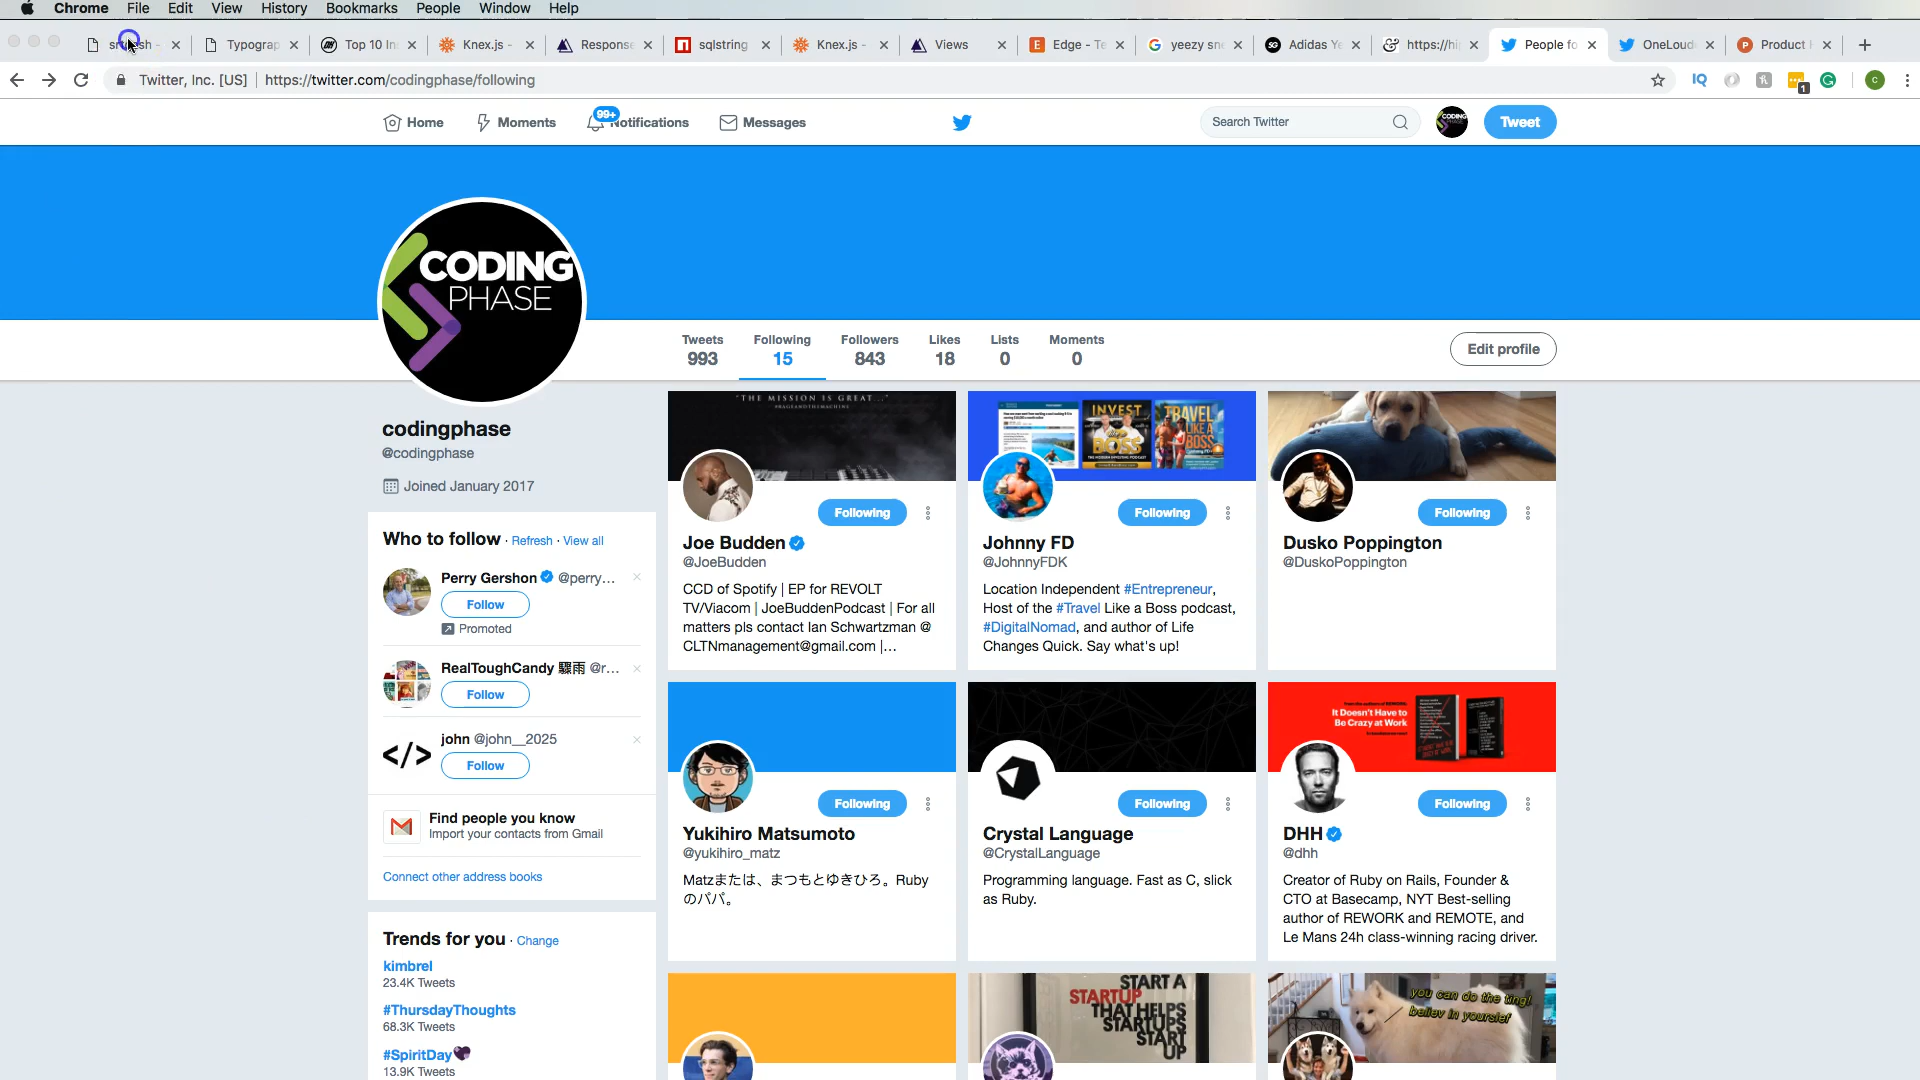 Chrome File Edit View History Bookmarks People Window Help
Typograp Top 10 In Knex.js - Response sqlstring Knex.js - Views Edge - Te yeezy sne Adidas Ye https://hi People fo OneLoud Product
Twitter, Inc. [US] https://twitter.com/codingphase/following
IQ 1 C
Home Moments 99+ Notifications Messages Search Twitter Tweet
CODING
PHASE
Tweets Following Followers Likes Lists Moments
993 15 843 18 0 0
Edit profile
codingphase
@codingphase
Joined January 2017
Who to follow · Refresh · View all
Perry Gershon @perry...
Follow
Promoted
RealToughCandy 驟雨 @r...
Follow
</> john @john__2025
Follow
Find people you know
Import your contacts from Gmail
Connect other address books
Trends for you · Change
kimbrel
23.4K Tweets
#ThursdayThoughts
68.3K Tweets
#SpiritDay
13.9K Tweets
"THE MISSION IS GREAT..."
Following
Joe Budden
@JoeBudden
CCD of Spotify | EP for REVOLT
TV/Viacom | JoeBuddenPodcast | For all
matters pls contact Ian Schwartzman @
CLTNmanagement@gmail.com |...
INVEST
BOSS
TRAVEL
LIKE A
BOSS
Following
Johnny FD
@JohnnyFDK
Location Independent #Entrepreneur,
Host of the #Travel Like a Boss podcast,
#DigitalNomad, and author of Life
Changes Quick. Say what's up!
Following
Dusko Poppington
@DuskoPoppington
Following
Yukihiro Matsumoto
@yukihiro_matz
Matzまたは、まつもとゆきひろ。Ruby
のパパ。
Following
Crystal Language
@CrystalLanguage
Programming language. Fast as C, slick
as Ruby.
It Doesn't Have to
Be Crazy at Work
Following
DHH
@dhh
Creator of Ruby on Rails, Founder &
CTO at Basecamp, NYT Best-selling
author of REWORK and REMOTE, and
Le Mans 24h class-winning racing driver.
START A
STARTUP
THAT HELPS
STARTUPS
START
UP
you can do the ting!
believ in yourslef